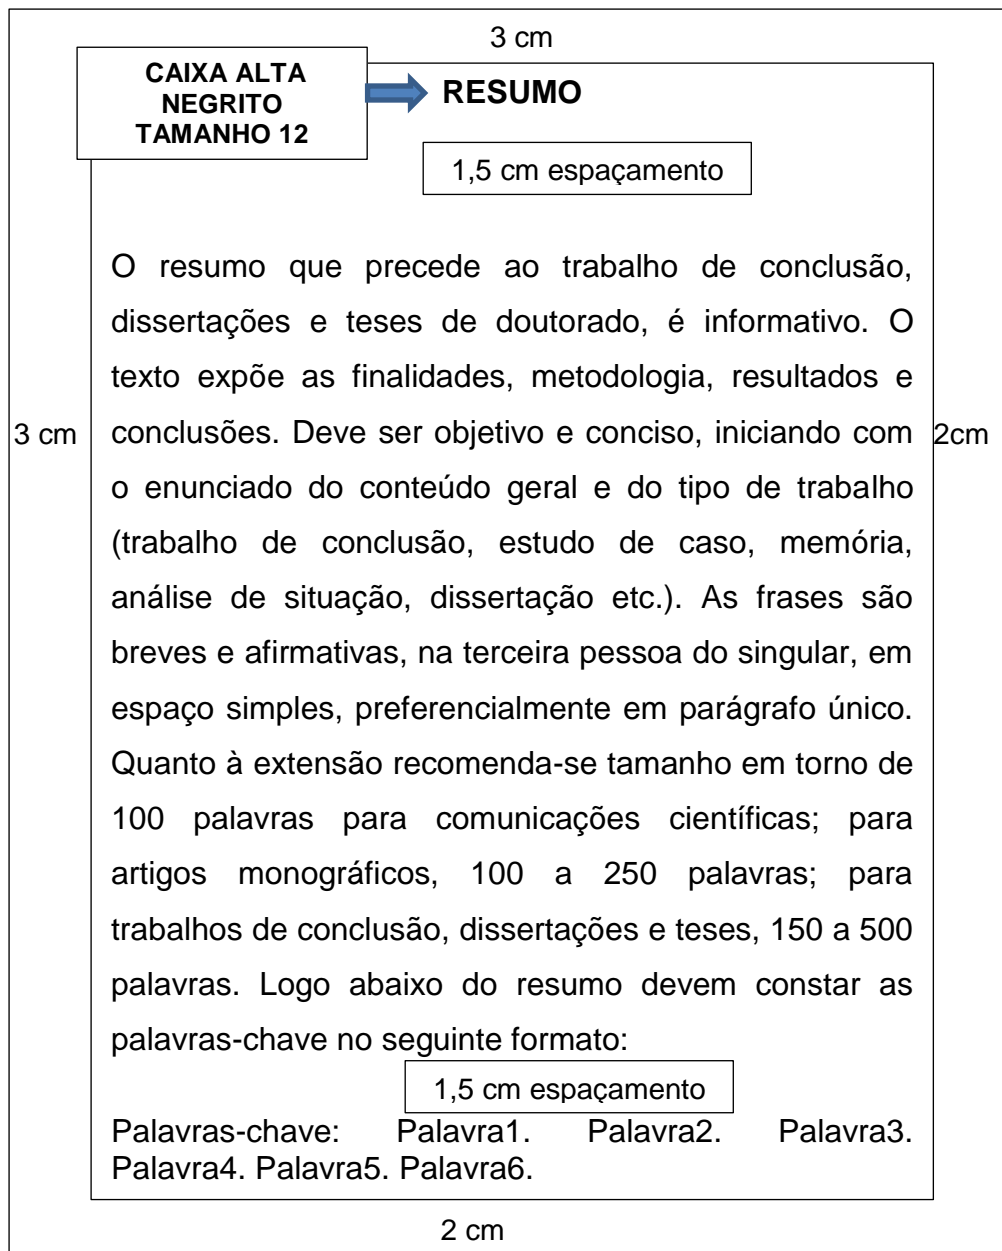 3 cm
CAIXA ALTA
NEGRITO
TAMANHO 12
RESUMO
1,5 cm espaçamento
O resumo que precede ao trabalho de conclusão,
dissertações e teses de doutorado, é informativo. O
texto expõe as finalidades, metodologia, resultados e
3 cm
conclusões. Deve ser objetivo e conciso, iniciando com
2cm
o enunciado do conteúdo geral e do tipo de trabalho
(trabalho de conclusão, estudo de caso, memória,
análise de situação, dissertação etc.). As frases são
breves e afirmativas, na terceira pessoa do singular, em
espaço simples, preferencialmente em parágrafo único.
Quanto à extensão recomenda-se tamanho em torno de
100 palavras para comunicações científicas; para
artigos monográficos, 100 a 250 palavras; para
trabalhos de conclusão, dissertações e teses, 150 a 500
palavras. Logo abaixo do resumo devem constar as
palavras-chave no seguinte formato:
1,5 cm espaçamento
Palavras-chave: Palavra1. Palavra2. Palavra3.
Palavra4. Palavra5. Palavra6.
2 cm